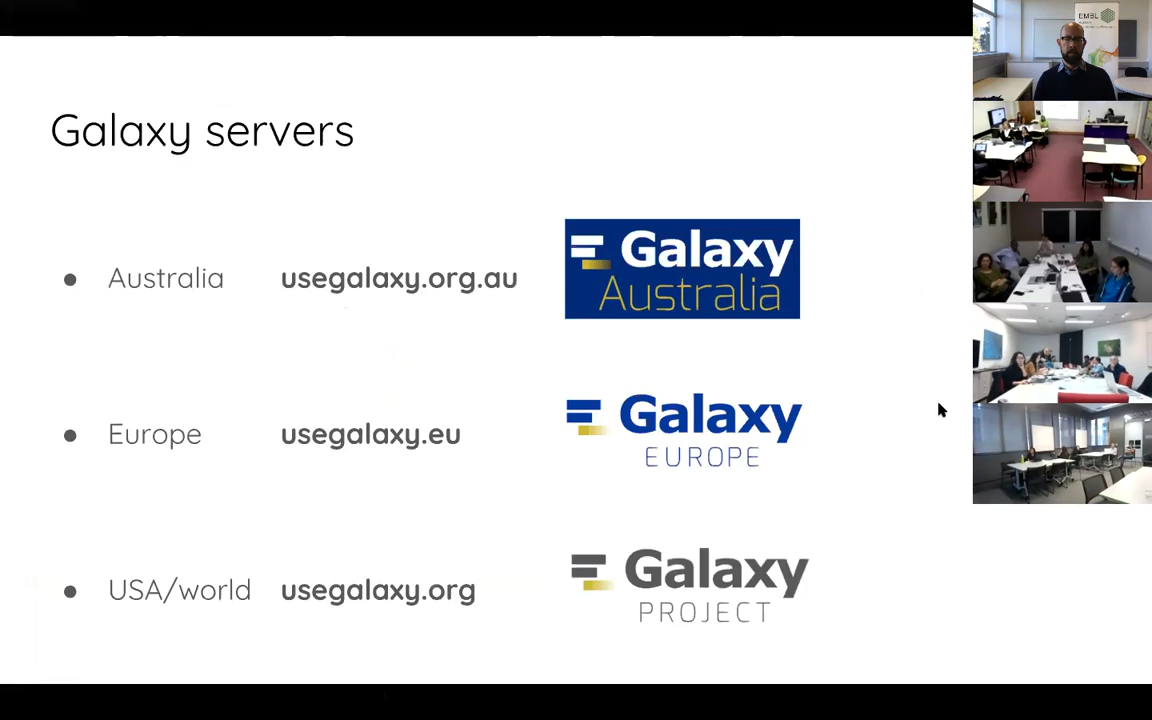 Galaxy servers
● Australia usegalaxy.org.au
Galaxy
Australia
● Europe usegalaxy.eu
Galaxy
EUROPE
● USA/world usegalaxy.org
Galaxy
PROJECT
EMBL